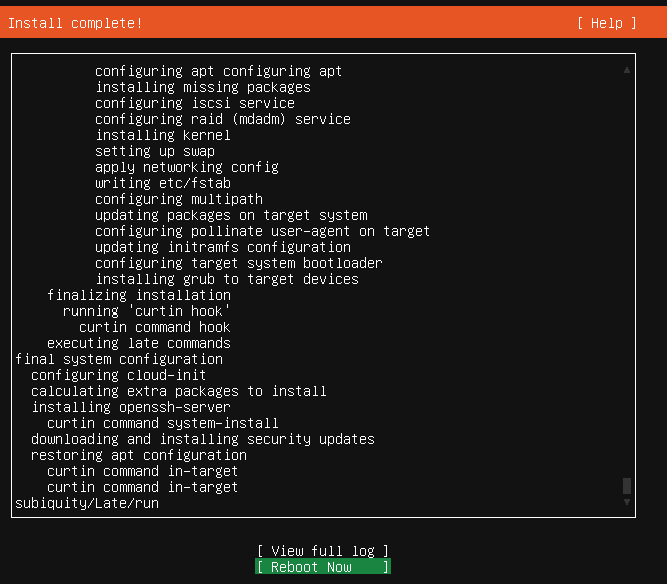 Install complete!
[ Help ]
configuring apt configuring apt
installing missing packages
configuring iscsi service
configuring raid (mdadm) service
installing kernel
setting up swap
apply networking config
writing etc/fstab
configuring multipath
updating packages on target system
configuring pollinate user-agent on target
updating initramfs configuration
configuring target system bootloader
installing grub to target devices
finalizing installation
running 'curtin hook'
curtin command hook
executing late commands
final system configuration
configuring cloud-init
calculating extra packages to install
installing openssh-server
curtin command system-install
downloading and installing security updates
restoring apt configuration
curtin command in-target
curtin command in-target
subiquity/Late/run
[ View full log ]
[ Reboot Now ]